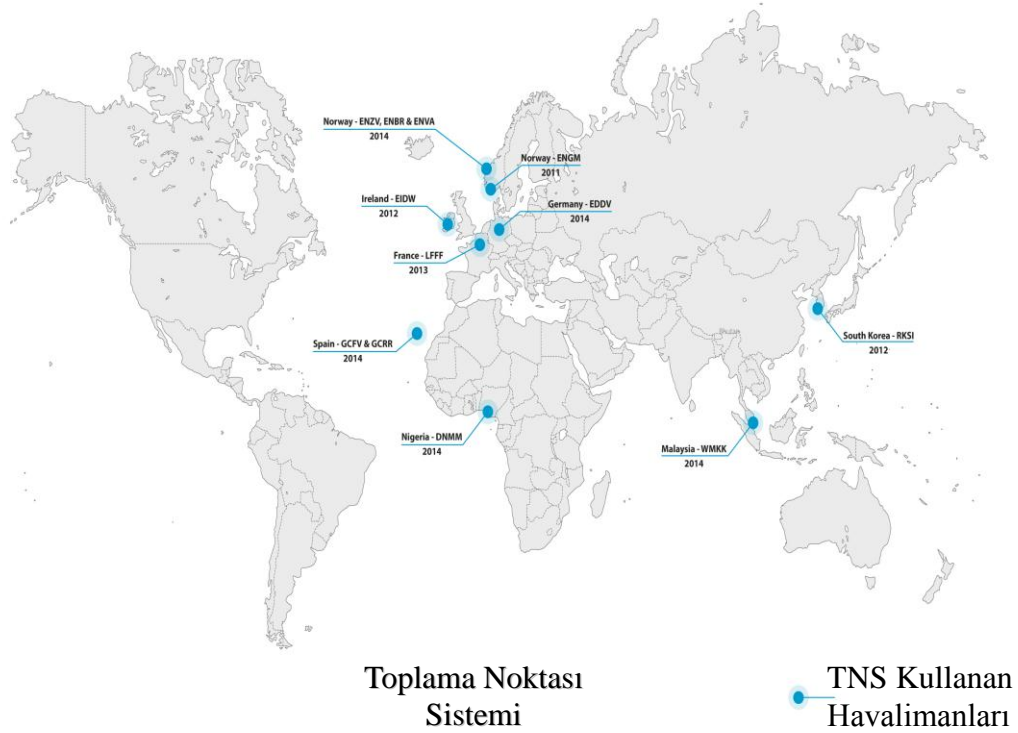 Norway - ENZV, ENBR & ENVA
2014
Norway - ENGM
2011
Ireland - EIDW
2012
Germany - EDDV
2014
France - LFFF
2013
Spain - GCFV & GCRR
2014
South Korea - RKSI
2012
Nigeria - DNMM
2014
Malaysia - WMKK
2014
Toplama Noktası
Sistemi
TNS Kullanan
Havalimanları